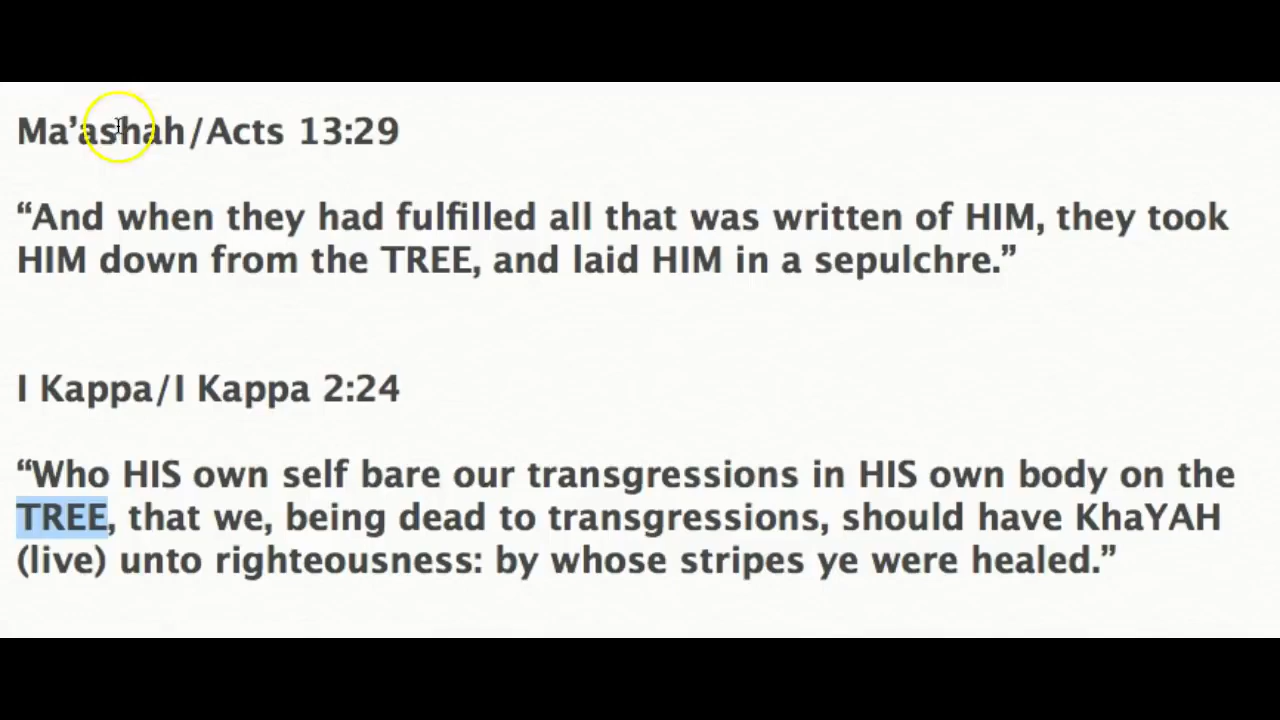 Ma’ashah/Acts 13:29
“And when they had fulfilled all that was written of HIM, they took
HIM down from the TREE, and laid HIM in a sepulchre.”
I Kappa/I Kappa 2:24
“Who HIS own self bare our transgressions in HIS own body on the
TREE, that we, being dead to transgressions, should have KhaYAH
(live) unto righteousness: by whose stripes ye were healed.”